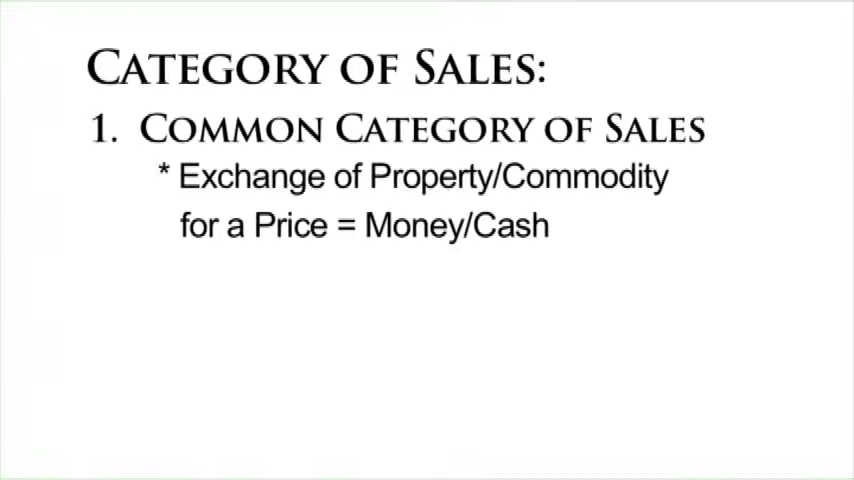 Category of Sales:
1. Common Category of Sales
* Exchange of Property/Commodity
for a Price = Money/Cash